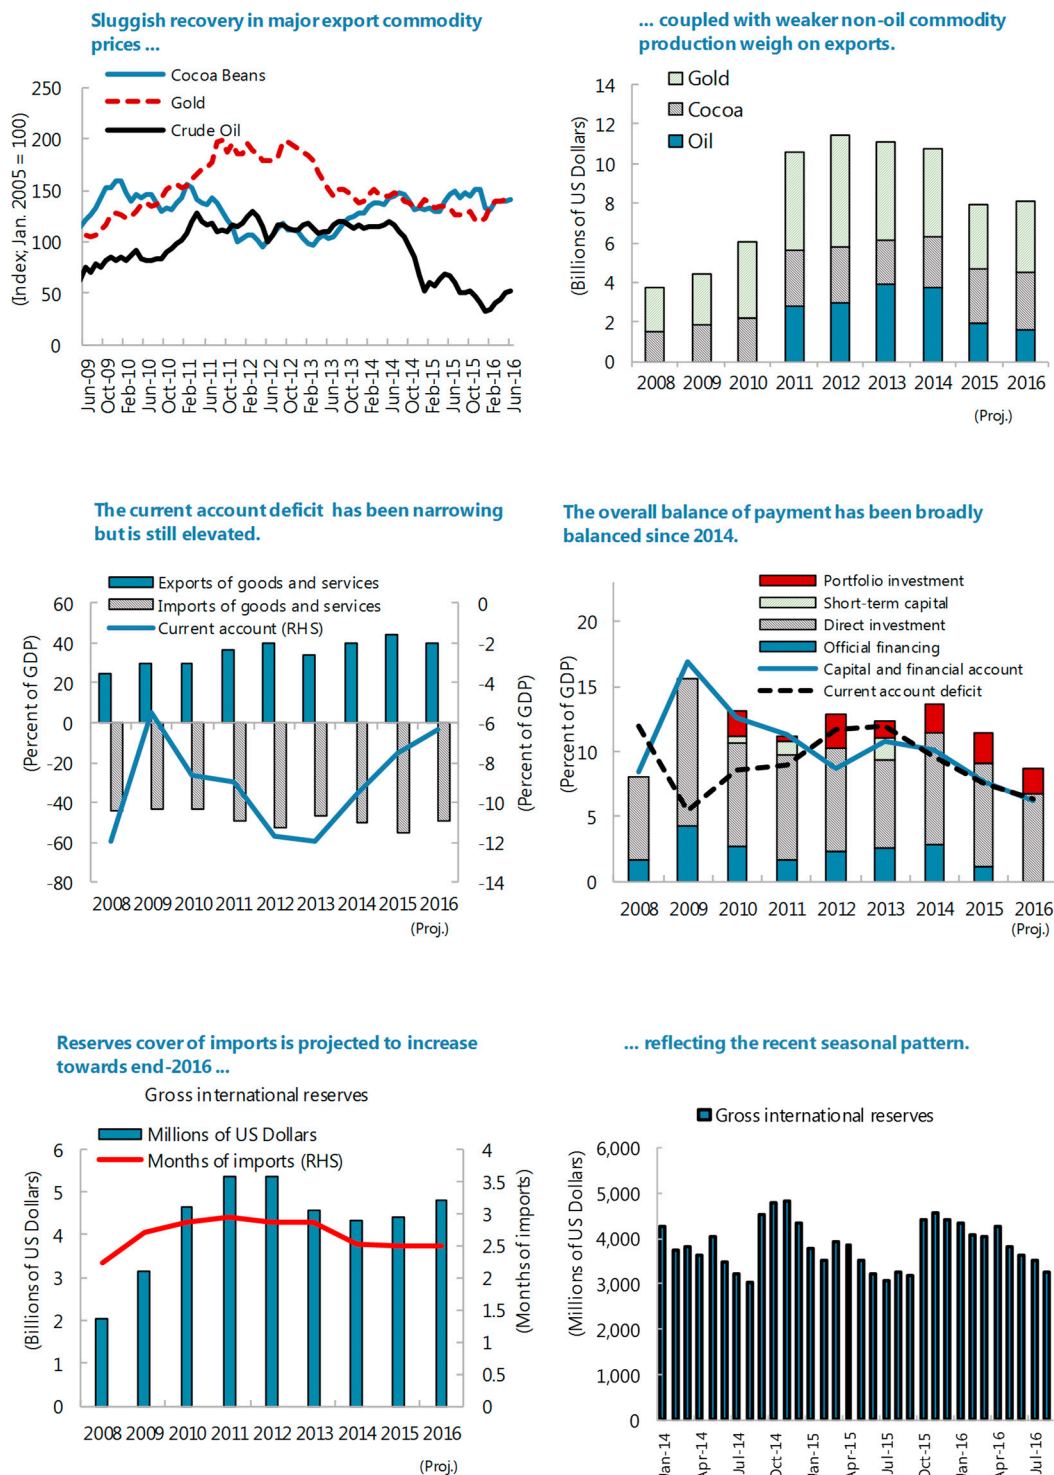 Sluggish recovery in major export commodity
prices ...
Cocoa Beans
Gold
Crude Oil
(Index; Jan. 2005 = 100)
250
200
150
100
50
0
Jun-09
Oct-09
Feb-10
Jun-10
Oct-10
Feb-11
Jun-11
Oct-11
Feb-12
Jun-12
Oct-12
Feb-13
Jun-13
Oct-13
Feb-14
Jun-14
Oct-14
Feb-15
Jun-15
Oct-15
Feb-16
Jun-16
... coupled with weaker non-oil commodity
production weigh on exports.
Gold
Cocoa
Oil
(Billions of US Dollars)
14
12
10
8
6
4
2
0
2008 2009 2010 2011 2012 2013 2014 2015 2016
(Proj.)
The current account deficit has been narrowing
but is still elevated.
Exports of goods and services
Imports of goods and services
Current account (RHS)
(Percent of GDP)
60
40
20
0
-20
-40
-60
-80
0
-2
-4
-6
-8
-10
-12
-14
(Percent of GDP)
2008 2009 2010 2011 2012 2013 2014 2015 2016
(Proj.)
The overall balance of payment has been broadly
balanced since 2014.
Portfolio investment
Short-term capital
Direct investment
Official financing
Capital and financial account
Current account deficit
(Percent of GDP)
20
15
10
5
0
2008 2009 2010 2011 2012 2013 2014 2015 2016
(Proj.)
Reserves cover of imports is projected to increase
towards end-2016 ...
Gross international reserves
Millions of US Dollars
Months of imports (RHS)
(Billions of US Dollars)
6
5
4
3
2
1
0
4
3.5
3
2.5
2
1.5
1
0.5
0
(Months of imports)
2008 2009 2010 2011 2012 2013 2014 2015 2016
(Proj.)
... reflecting the recent seasonal pattern.
Gross international reserves
(Millions of US Dollars)
6,000
5,000
4,000
3,000
2,000
1,000
0
Jan-14
Apr-14
Jul-14
Oct-14
Jan-15
Apr-15
Jul-15
Oct-15
Jan-16
Apr-16
Jul-16